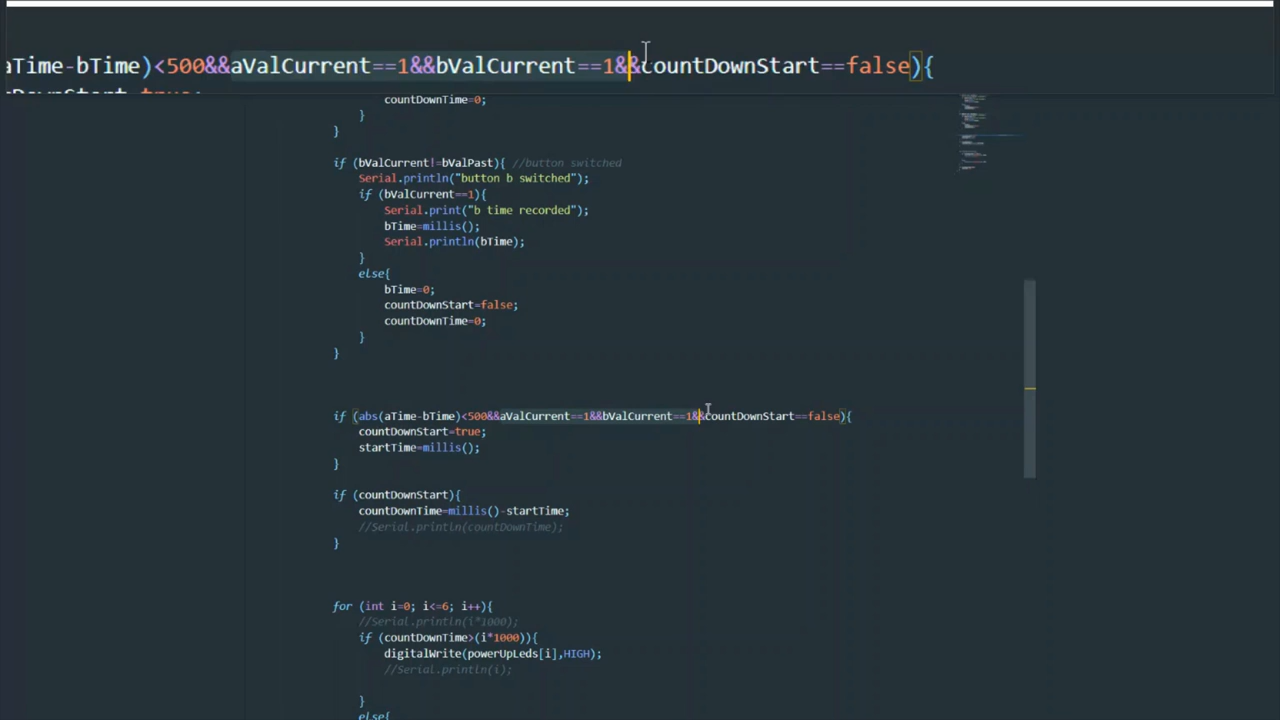 aTime-bTime)<500&&aValCurrent==1&&bValCurrent==1&&countDownStart==false){
countDownTime=0;
}
}
if (bValCurrent!=bValPast){ //button switched
Serial.println("button b switched");
if (bValCurrent==1){
Serial.print("b time recorded");
bTime=millis();
Serial.println(bTime);
}
else{
bTime=0;
countDownStart=false;
countDownTime=0;
}
}
if (abs(aTime-bTime)<500&&aValCurrent==1&&bValCurrent==1&&countDownStart==false){
countDownStart=true;
startTime=millis();
}
if (countDownStart){
countDownTime=millis()-startTime;
//Serial.println(countDownTime);
}
for (int i=0; i<=6; i++){
//Serial.println(i*1000);
if (countDownTime>(i*1000)){
digitalWrite(powerUpLeds[i],HIGH);
//Serial.println(i);
}
else{